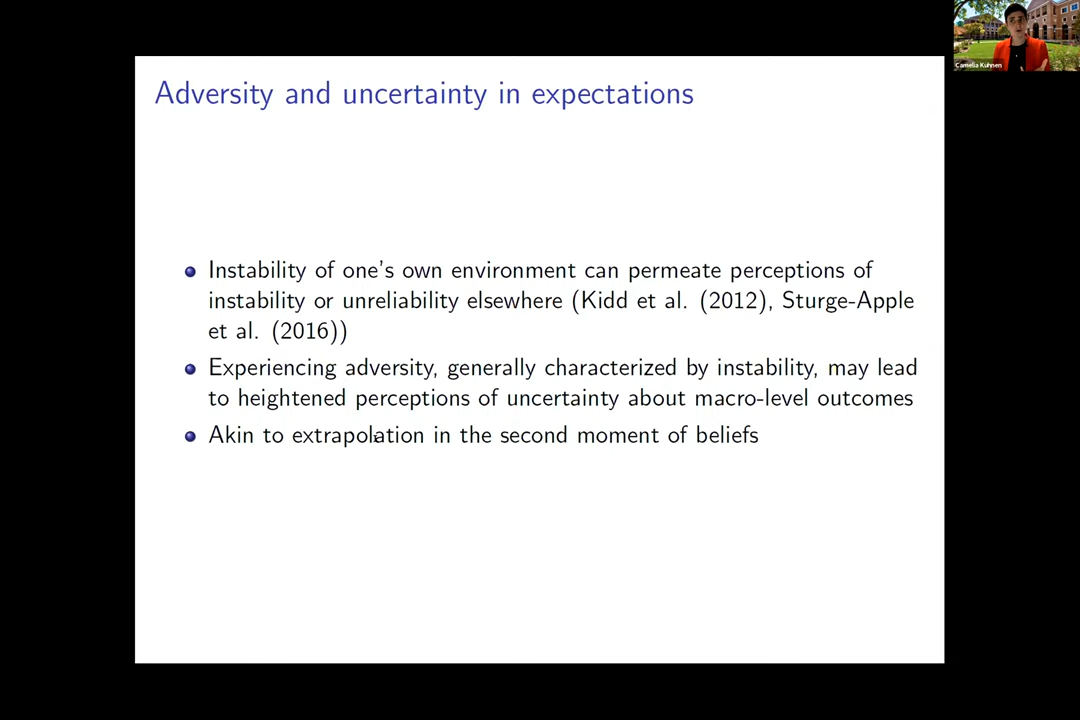 Camelia Kuhnen
Adversity and uncertainty in expectations
Instability of one's own environment can permeate perceptions of
instability or unreliability elsewhere (Kidd et al. (2012), Sturge-Apple
et al. (2016))
Experiencing adversity, generally characterized by instability, may lead
to heightened perceptions of uncertainty about macro-level outcomes
Akin to extrapolation in the second moment of beliefs